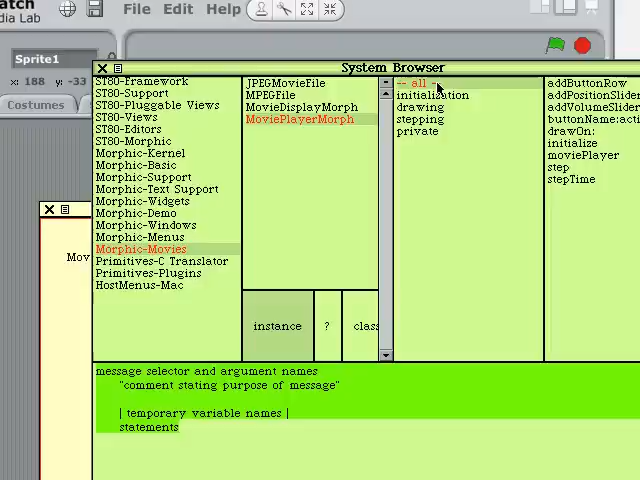 atch
dia Lab
File Edit Help
Sprite1
x: 188 y: -33
Costumes
System Browser
ST80-Framework
ST80-Support
ST80-Pluggable Views
ST80-Views
ST80-Editors
ST80-Morphic
Morphic-Kernel
Morphic-Basic
Morphic-Support
Morphic-Text Support
Morphic-Widgets
Morphic-Demo
Morphic-Windows
Morphic-Menus
Morphic-Movies
Primitives-C Translator
Primitives-Plugins
HostMenus-Mac
JPEGMovieFile
MPEGFile
MovieDisplayMorph
MoviePlayerMorph
instance
?
class
-- all --
initialization
drawing
stepping
private
addButtonRow
addPositionSlider
addVolumeSlider
buttonName:acti
drawOn:
initialize
moviePlayer
step
stepTime
Mov
message selector and argument names
"comment stating purpose of message"
| temporary variable names |
statements